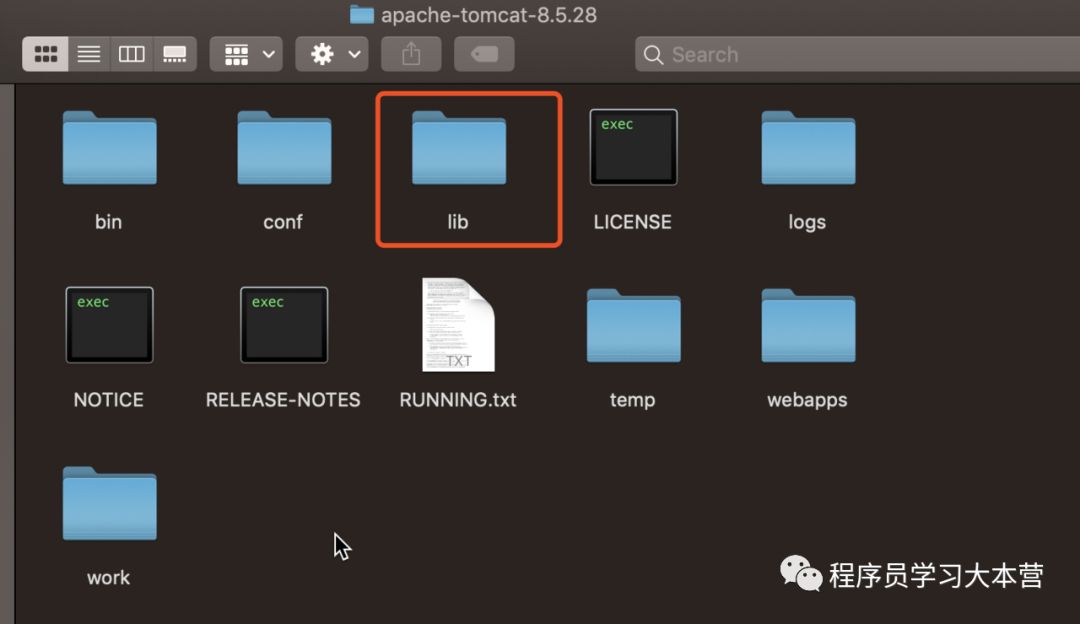 apache-tomcat-8.5.28
Search
exec
bin
conf
lib
LICENSE
logs
exec
exec
TXT
NOTICE
RELEASE-NOTES
RUNNING.txt
temp
webapps
work
程序员学习大本营